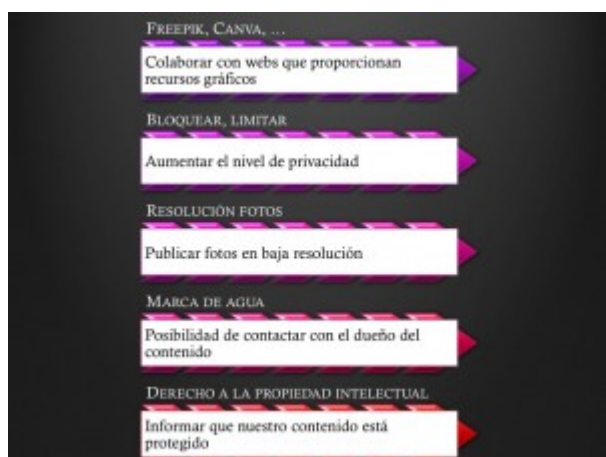 FREEPIK, CANVA, ...
Colaborar con webs que proporcionan
recursos gráficos
BLOQUEAR, LIMITAR
Aumentar el nivel de privacidad
RESOLUCIÓN FOTOS
Publicar fotos en baja resolución
MARCA DE AGUA
Posibilidad de contactar con el dueño del
contenido
DERECHO A LA PROPIEDAD INTELECTUAL
Informar que nuestro contenido está
protegido